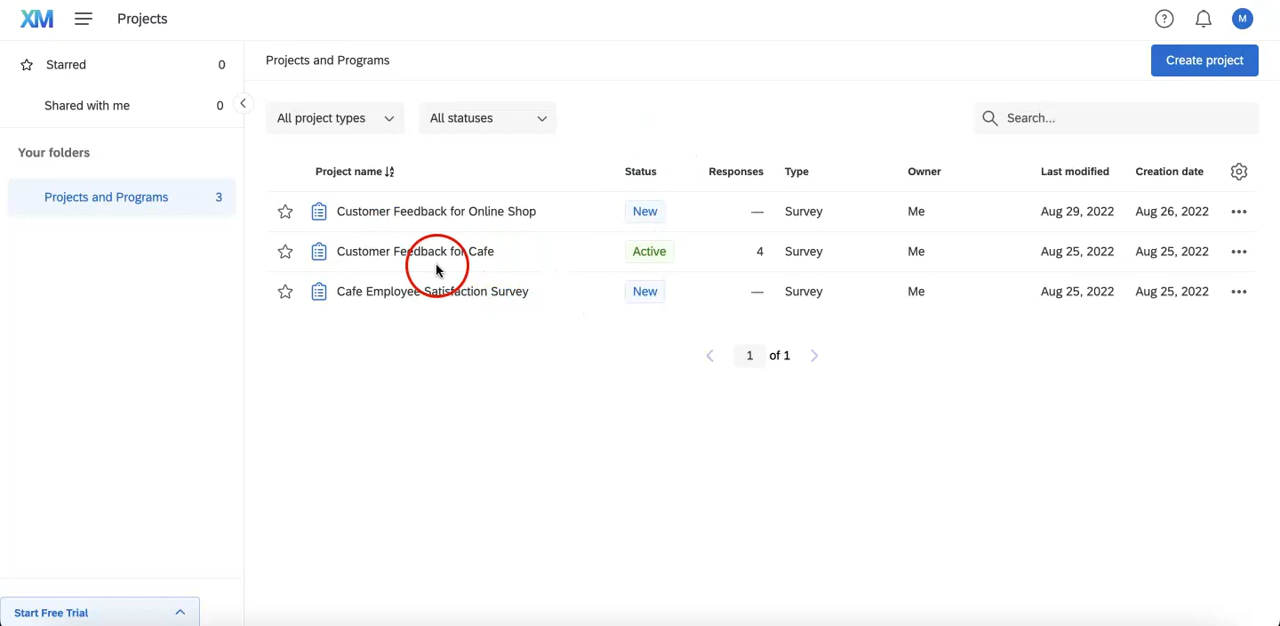 XM Projects M
Starred 0
Shared with me 0
Your folders
Projects and Programs 3
Start Free Trial
Projects and Programs Create project
All project types All statuses Search...
Project name Status Responses Type Owner Last modified Creation date
Customer Feedback for Online Shop New — Survey Me Aug 29, 2022 Aug 26, 2022
Customer Feedback for Cafe Active 4 Survey Me Aug 25, 2022 Aug 25, 2022
Cafe Employee Satisfaction Survey New — Survey Me Aug 25, 2022 Aug 25, 2022
1 of 1